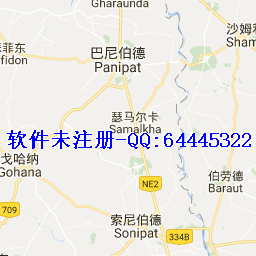 Gharaunda
沙姆
Sham
菲东
fidon
巴尼伯德
Panipat
瑟马尔卡
Samalkha
软件未注册-QQ:64445322
戈哈纳
Gohana
NE2
伯劳德
Baraut
709
索尼伯德
Sonipat
334B